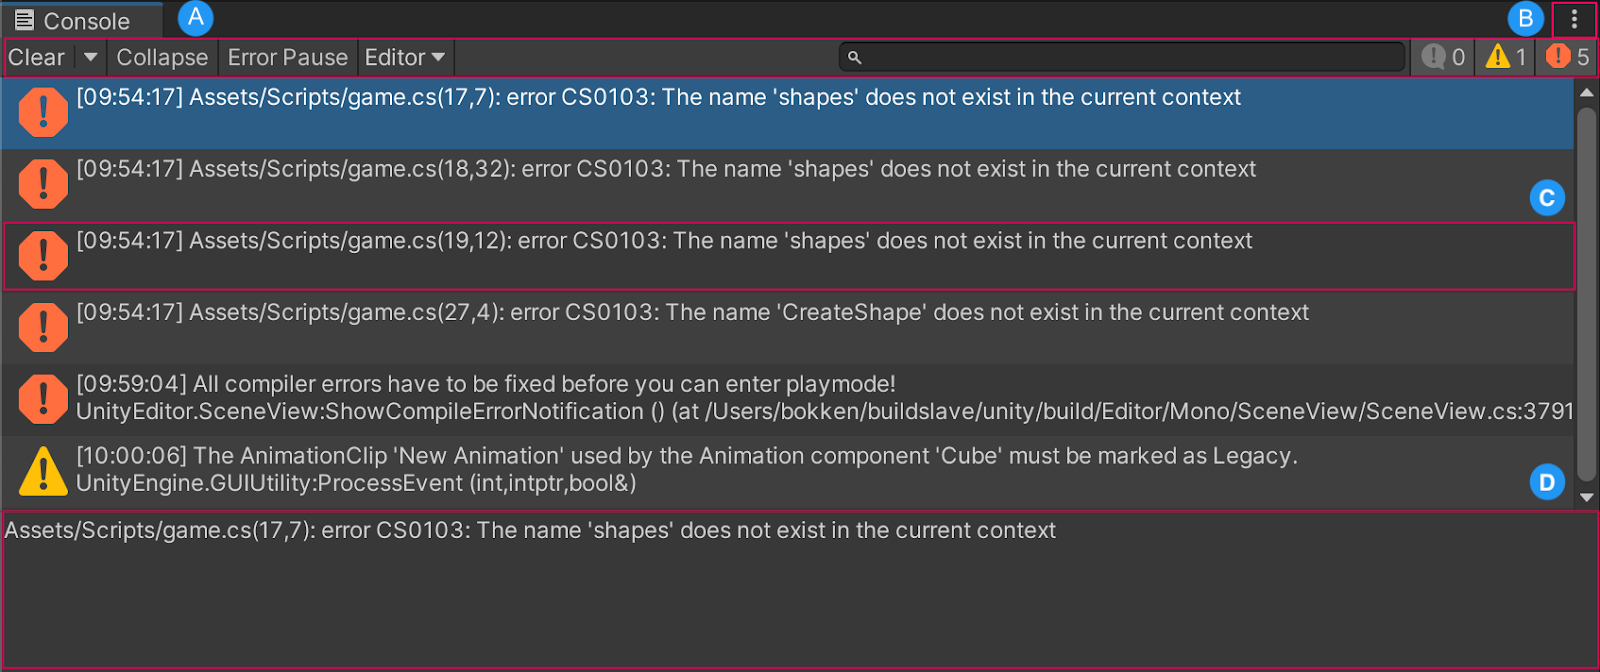 Console
A
B
Clear Collapse Error Pause Editor 0 1 5
[09:54:17] Assets/Scripts/game.cs(17,7): error CS0103: The name 'shapes' does not exist in the current context
[09:54:17] Assets/Scripts/game.cs(18,32): error CS0103: The name 'shapes' does not exist in the current context
C
[09:54:17] Assets/Scripts/game.cs(19,12): error CS0103: The name 'shapes' does not exist in the current context
[09:54:17] Assets/Scripts/game.cs(27,4): error CS0103: The name 'CreateShape' does not exist in the current context
[09:59:04] All compiler errors have to be fixed before you can enter playmode!
UnityEditor.SceneView:ShowCompileErrorNotification () (at /Users/bokken/buildslave/unity/build/Editor/Mono/SceneView/SceneView.cs:3791
[10:00:06] The AnimationClip 'New Animation' used by the Animation component 'Cube' must be marked as Legacy.
UnityEngine.GUIUtility:ProcessEvent (int,intptr,bool&)
D
Assets/Scripts/game.cs(17,7): error CS0103: The name 'shapes' does not exist in the current context